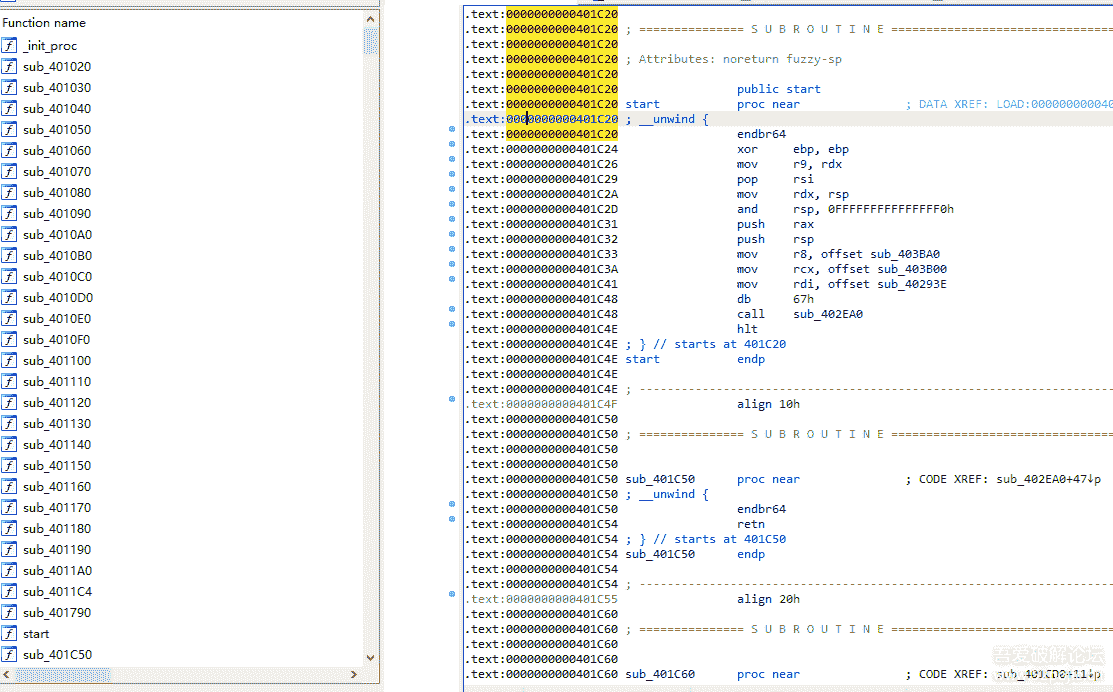 Function name
_init_proc
sub_401020
sub_401030
sub_401040
sub_401050
sub_401060
sub_401070
sub_401080
sub_401090
sub_4010A0
sub_4010B0
sub_4010C0
sub_4010D0
sub_4010E0
sub_4010F0
sub_401100
sub_401110
sub_401120
sub_401130
sub_401140
sub_401150
sub_401160
sub_401170
sub_401180
sub_401190
sub_4011A0
sub_4011C4
sub_401790
start
sub_401C50
.text:0000000000401C20
.text:0000000000401C20 ; =============== S U B R O U T I N E =======================================
.text:0000000000401C20
.text:0000000000401C20 ; Attributes: noreturn fuzzy-sp
.text:0000000000401C20
.text:0000000000401C20 public start
.text:0000000000401C20 start proc near ; DATA XREF: LOAD:000000000040
.text:0000000000401C20 ; __unwind {
.text:0000000000401C20 endbr64
.text:0000000000401C24 xor ebp, ebp
.text:0000000000401C26 mov r9, rdx
.text:0000000000401C29 pop rsi
.text:0000000000401C2A mov rdx, rsp
.text:0000000000401C2D and rsp, 0FFFFFFFFFFFFFFF0h
.text:0000000000401C31 push rax
.text:0000000000401C32 push rsp
.text:0000000000401C33 mov r8, offset sub_403BA0
.text:0000000000401C3A mov rcx, offset sub_403B00
.text:0000000000401C41 mov rdi, offset sub_40293E
.text:0000000000401C48 db 67h
.text:0000000000401C48 call sub_402EA0
.text:0000000000401C4E hlt
.text:0000000000401C4E ; } // starts at 401C20
.text:0000000000401C4E start endp
.text:0000000000401C4E
.text:0000000000401C4E ; ---------------------------------------------------------------------------
.text:0000000000401C4F align 10h
.text:0000000000401C50
.text:0000000000401C50 ; =============== S U B R O U T I N E =======================================
.text:0000000000401C50
.text:0000000000401C50
.text:0000000000401C50 sub_401C50 proc near ; CODE XREF: sub_402EA0+47↓p
.text:0000000000401C50 ; __unwind {
.text:0000000000401C50 endbr64
.text:0000000000401C54 retn
.text:0000000000401C54 ; } // starts at 401C50
.text:0000000000401C54 sub_401C50 endp
.text:0000000000401C54
.text:0000000000401C54 ; ---------------------------------------------------------------------------
.text:0000000000401C55 align 20h
.text:0000000000401C60
.text:0000000000401C60 ; =============== S U B R O U T I N E =======================================
.text:0000000000401C60
.text:0000000000401C60
.text:0000000000401C60 sub_401C60 proc near ; CODE XREF: sub_401CD0+11↓p
吾爱破解论坛